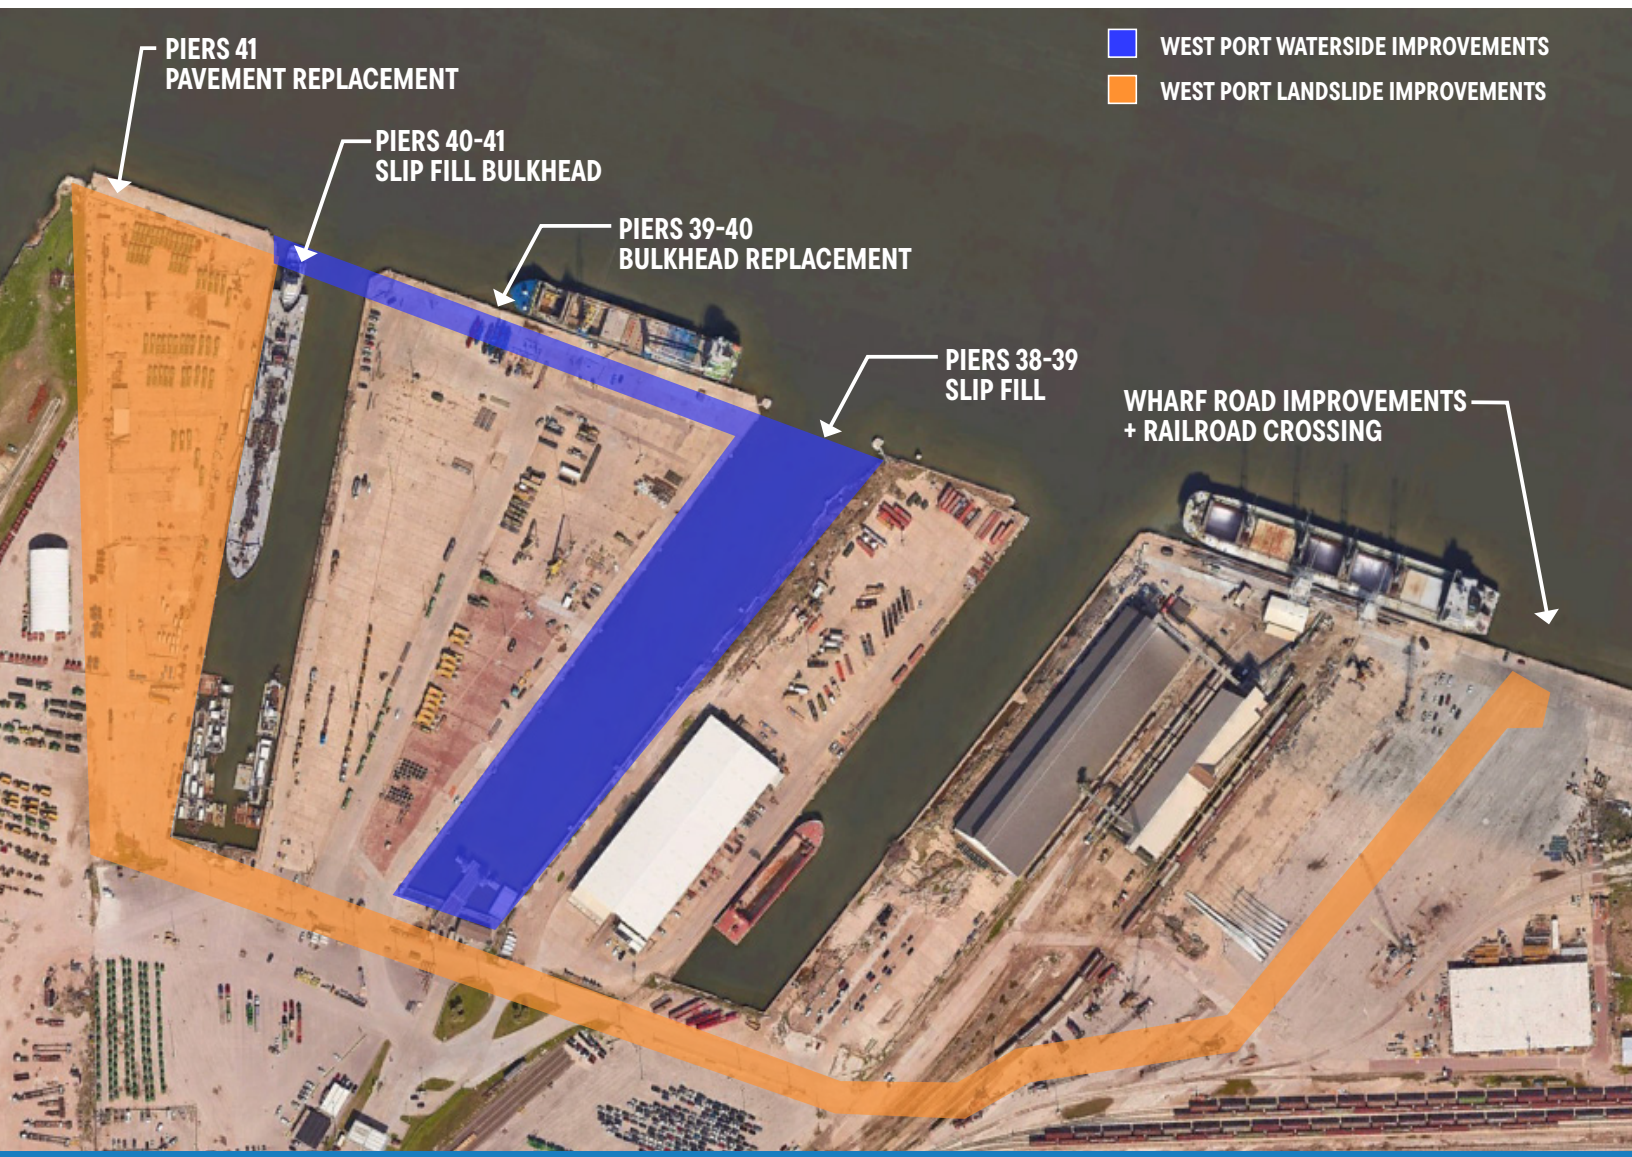 PIERS 41
PAVEMENT REPLACEMENT
PIERS 40-41
SLIP FILL BULKHEAD
PIERS 39-40
BULKHEAD REPLACEMENT
PIERS 38-39
SLIP FILL
WHARF ROAD IMPROVEMENTS
+ RAILROAD CROSSING
WEST PORT WATERSIDE IMPROVEMENTS
WEST PORT LANDSLIDE IMPROVEMENTS